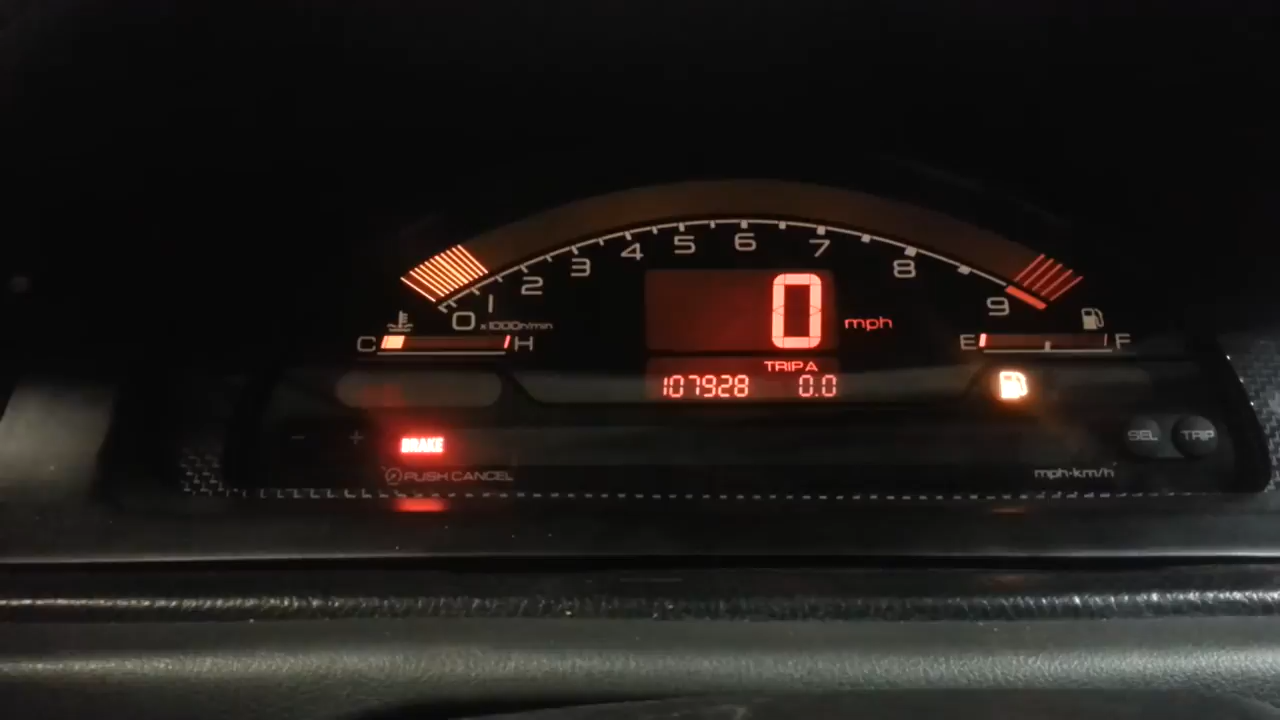 0 1 2 3 4 5 6 7 8 9
x1000r/min
C H
0 mph
E F
TRIP A
107928 0.0
- +
BRAKE
SEL TRIP
PUSH CANCEL
mph·km/h